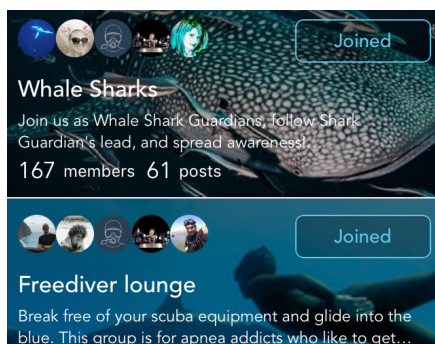 Joined
Whale Sharks
Join us as Whale Shark Guardians, follow Shark
Guardian's lead, and spread awareness!...
167 members 61 posts
Joined
Freediver lounge
Break free of your scuba equipment and glide into the
blue. This group is for apnea addicts who like to get...